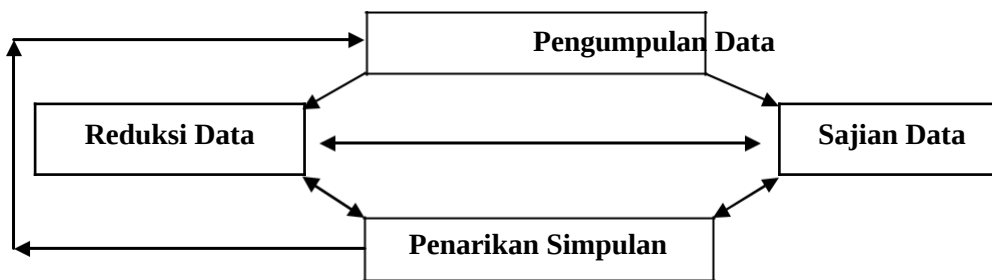 Pengumpulan Data
Reduksi Data
Sajian Data
Penarikan Simpulan